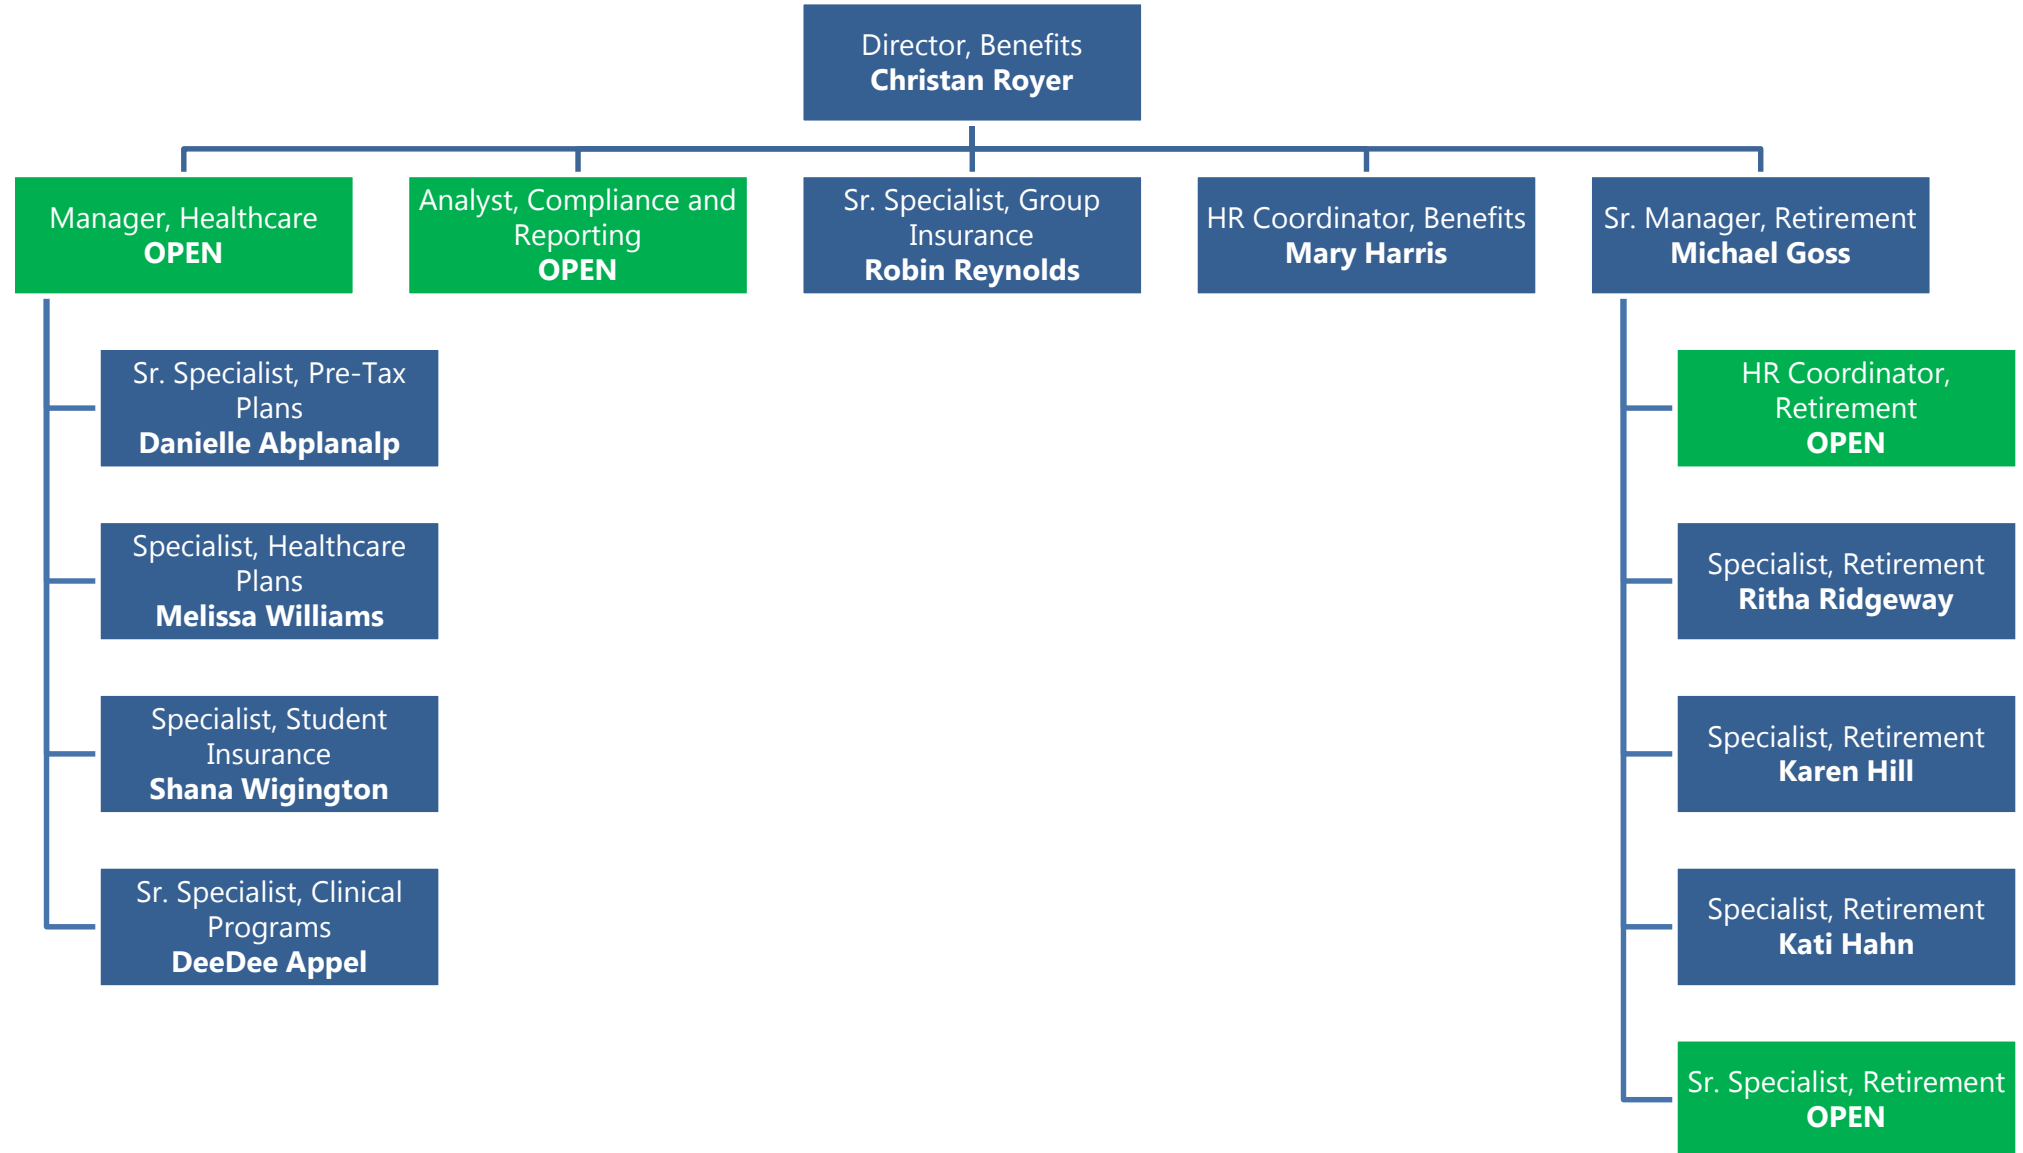 Director, Benefits
Christan Royer
Manager, Healthcare
OPEN
Analyst, Compliance and
Reporting
OPEN
Sr. Specialist, Group
Insurance
Robin Reynolds
HR Coordinator, Benefits
Mary Harris
Sr. Manager, Retirement
Michael Goss
Sr. Specialist, Pre-Tax
Plans
Danielle Abplanalp
Specialist, Healthcare
Plans
Melissa Williams
Specialist, Student
Insurance
Shana Wigington
Sr. Specialist, Clinical
Programs
DeeDee Appel
HR Coordinator,
Retirement
OPEN
Specialist, Retirement
Ritha Ridgeway
Specialist, Retirement
Karen Hill
Specialist, Retirement
Kati Hahn
Sr. Specialist, Retirement
OPEN